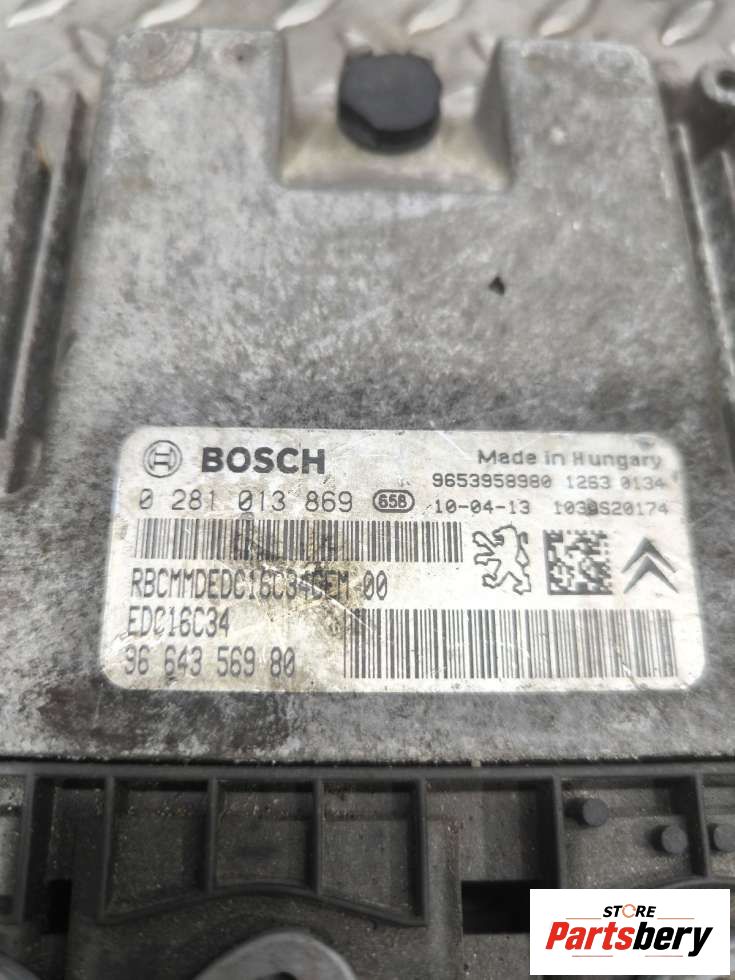 BOSCH
Made in Hungary
9653958980 1263 0134
0 281 013 869 658 10-04-13
RBCMMDEDC16C34 00
EDC16C34
96 643 569 80
STORE
Partsbery